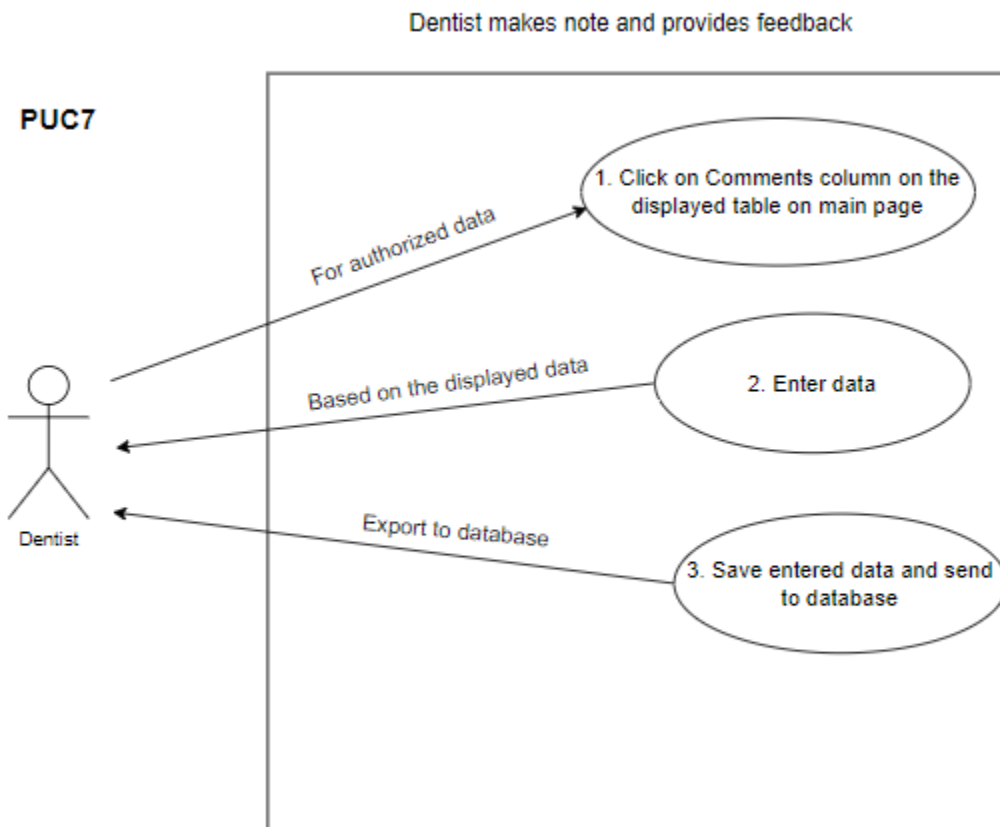 Dentist makes note and provides feedback
PUC7
1. Click on Comments column on the
displayed table on main page
For authorized data
Based on the displayed data
2. Enter data
Export to database
Dentist
3. Save entered data and send
to database